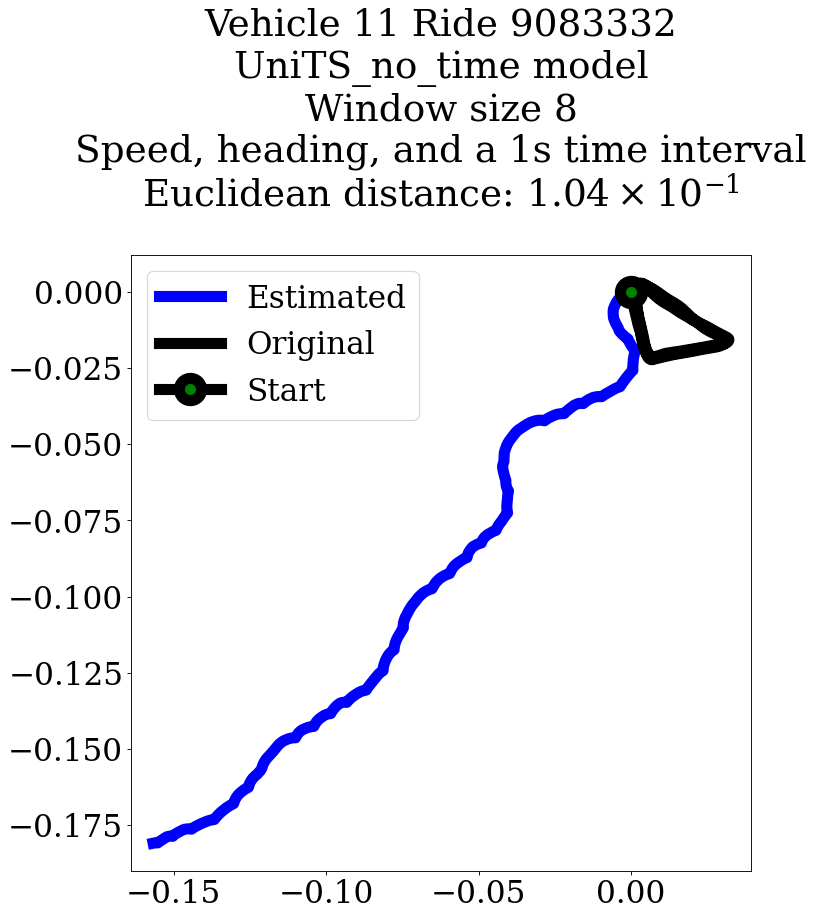 Vehicle 11 Ride 9083332
UniTS_no_time model
Window size 8
Speed, heading, and a 1s time interval
Euclidean distance: 1.04 × 10⁻¹
Estimated
Original
Start
0.000
−0.025
−0.050
−0.075
−0.100
−0.125
−0.150
−0.175
−0.15 −0.10 −0.05 0.00